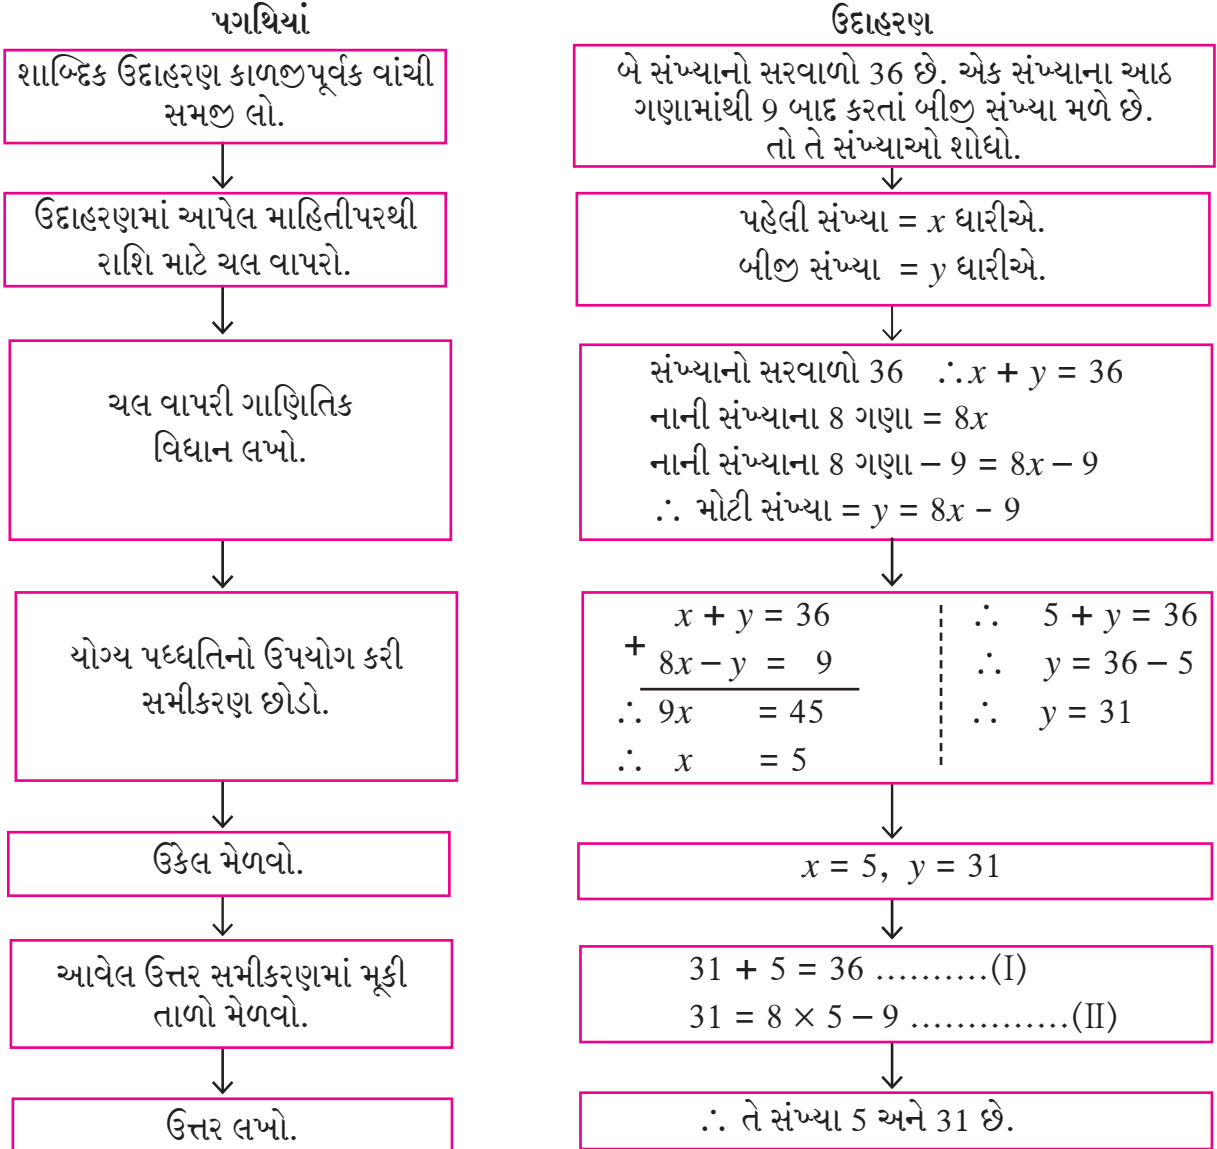 પગથિયાં
શાબ્દિક ઉદાહરણ કાળજીપૂર્વક વાંચી
સમજી લો.
ઉદાહરણમાં આપેલ માહિતીપરથી
રાશિ માટે ચલ વાપરો.
ચલ વાપરી ગાણિતિક
વિધાન લખો.
યોગ્ય પધ્ધતિનો ઉપયોગ કરી
સમીકરણ છોડો.
ઉંકેલ મેળવો.
આવેલ ઉત્તર સમીકરણમાં મૂકી
તાળો મેળવો.
ઉત્તર લખો.
ઉદાહરણ
બે સંખ્યાનો સરવાળો 36 છે. એક સંખ્યાના આઠ
ગણામાંથી 9 બાદ કરતાં બીજી સંખ્યા મળે છે.
તો તે સંખ્યાઓ શોધો.
પહેલી સંખ્યા = x ધારીએ.
બીજી સંખ્યા = y ધારીએ.
સંખ્યાનો સરવાળો 36 ∴ x + y = 36
નાની સંખ્યાના 8 ગણા = 8x
નાની સંખ્યાના 8 ગણા – 9 = 8x – 9
∴ મોટી સંખ્યા = y = 8x – 9
x + y = 36
+
8x – y = 9
∴ 9x = 45
∴ x = 5
∴ 5 + y = 36
∴ y = 36 – 5
∴ y = 31
x = 5, y = 31
31 + 5 = 36 ..........(I)
31 = 8 × 5 – 9 ...............(II)
∴ તે સંખ્યા 5 અને 31 છે.